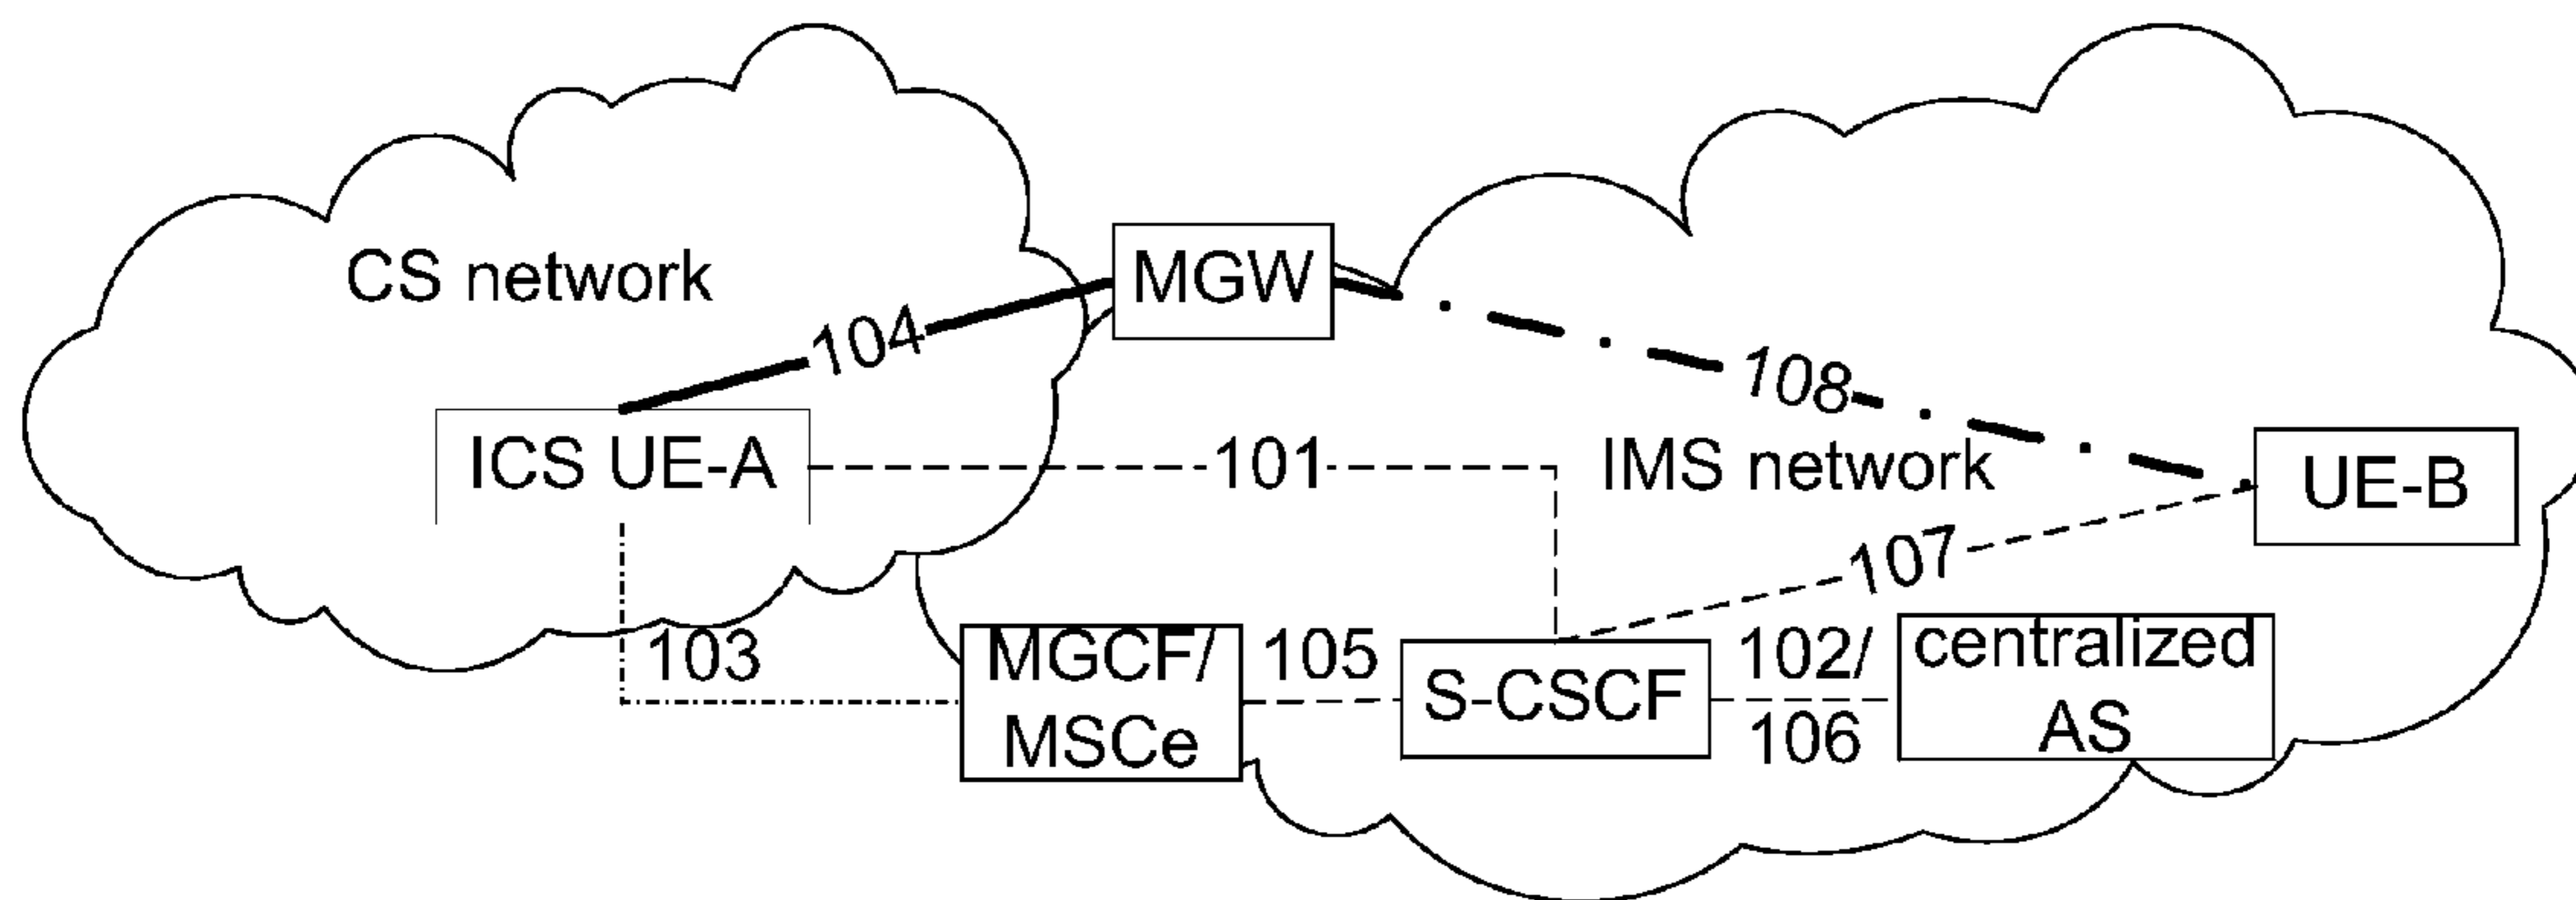 CS network
MGW
104
108
ICS UE-A
101
IMS network
UE-B
107
103
MGCF/
MSCe
105
S-CSCF
102/
106
centralized
AS